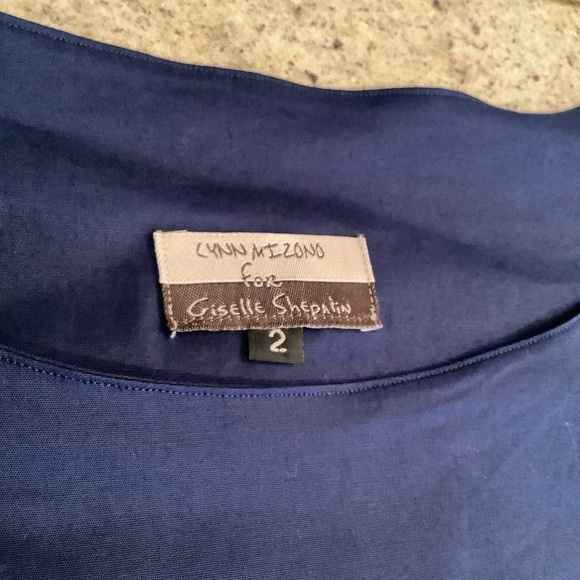 LYNN MIZONO
for
Giselle Shepatin
2